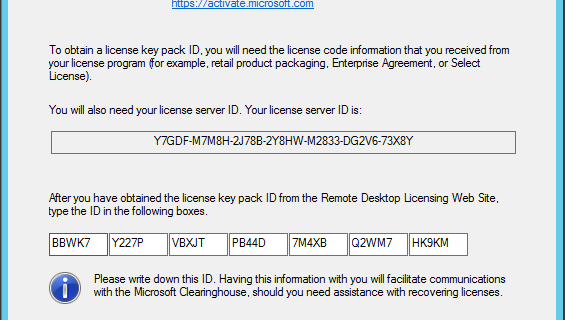 https://activate.microsoft.com
To obtain a license key pack ID, you will need the license code information that you received from
your license program (for example, retail product packaging, Enterprise Agreement, or Select
License).
You will also need your license server ID. Your license server ID is:
Y7GDF-M7M8H-2J78B-2Y8HW-M2833-DG2V6-73X8Y
After you have obtained the license key pack ID from the Remote Desktop Licensing Web Site,
type the ID in the following boxes.
BBWK7 Y227P VBXJT PB44D 7M4XB Q2WM7 HK9KM
Please write down this ID. Having this information with you will facilitate communications
with the Microsoft Clearinghouse, should you need assistance with recovering licenses.